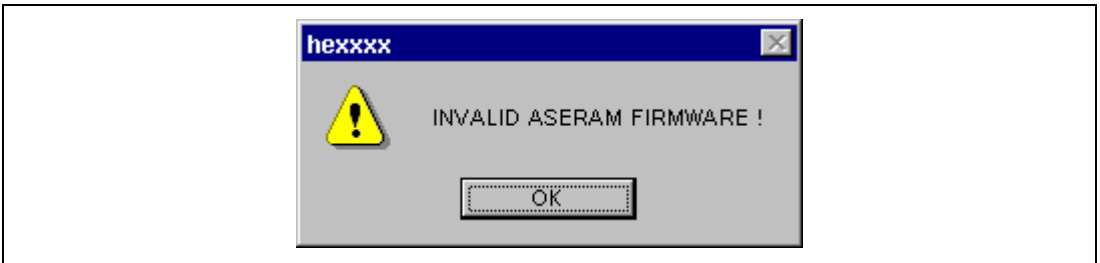 hexxxx
INVALID ASERAM FIRMWARE !
OK